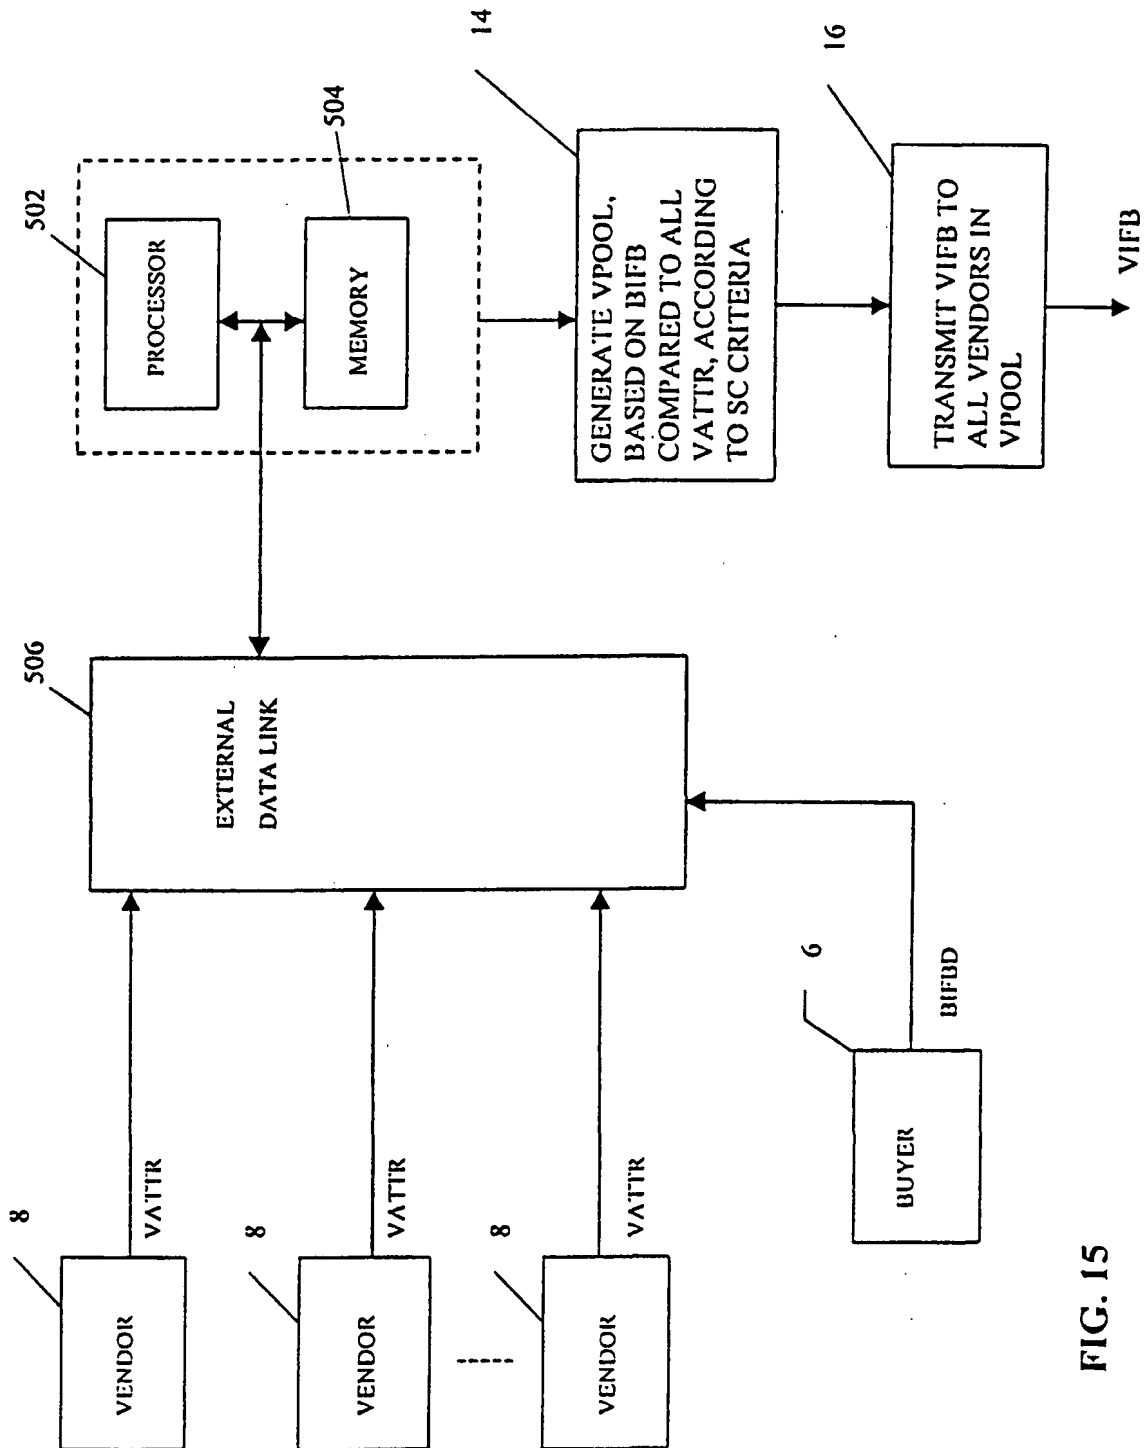 8
VENDOR
VATTR
8
VENDOR
VATTR
8
VENDOR
VATTR
6
BUYER
BIFBD
506
EXTERNAL
DATA LINK
502
PROCESSOR
504
MEMORY
14
GENERATE VPOOL,
BASED ON BIFB
COMPARED TO ALL
VATTR, ACCORDING
TO SC CRITERIA
16
TRANSMIT VIFB TO
ALL VENDORS IN
VPOOL
VIFB
FIG. 15